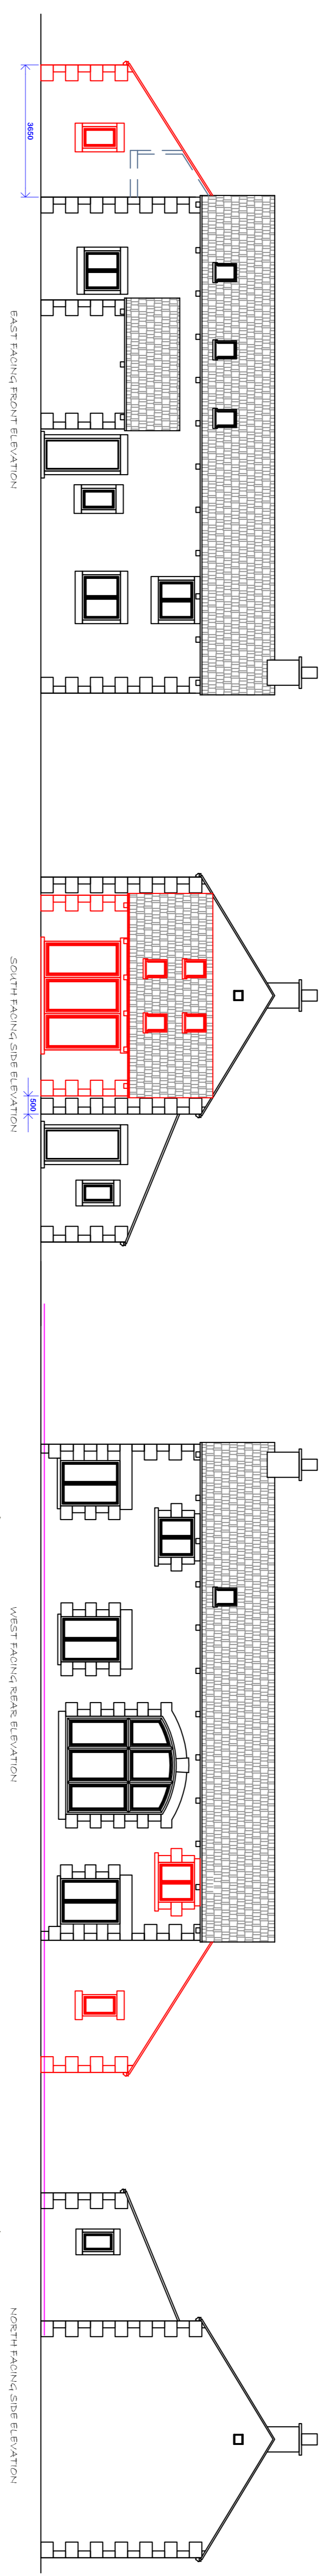 3650
EAST FACING FRONT ELEVATION
500
SOUTH FACING SIDE ELEVATION
WEST FACING REAR ELEVATION
NORTH FACING SIDE ELEVATION